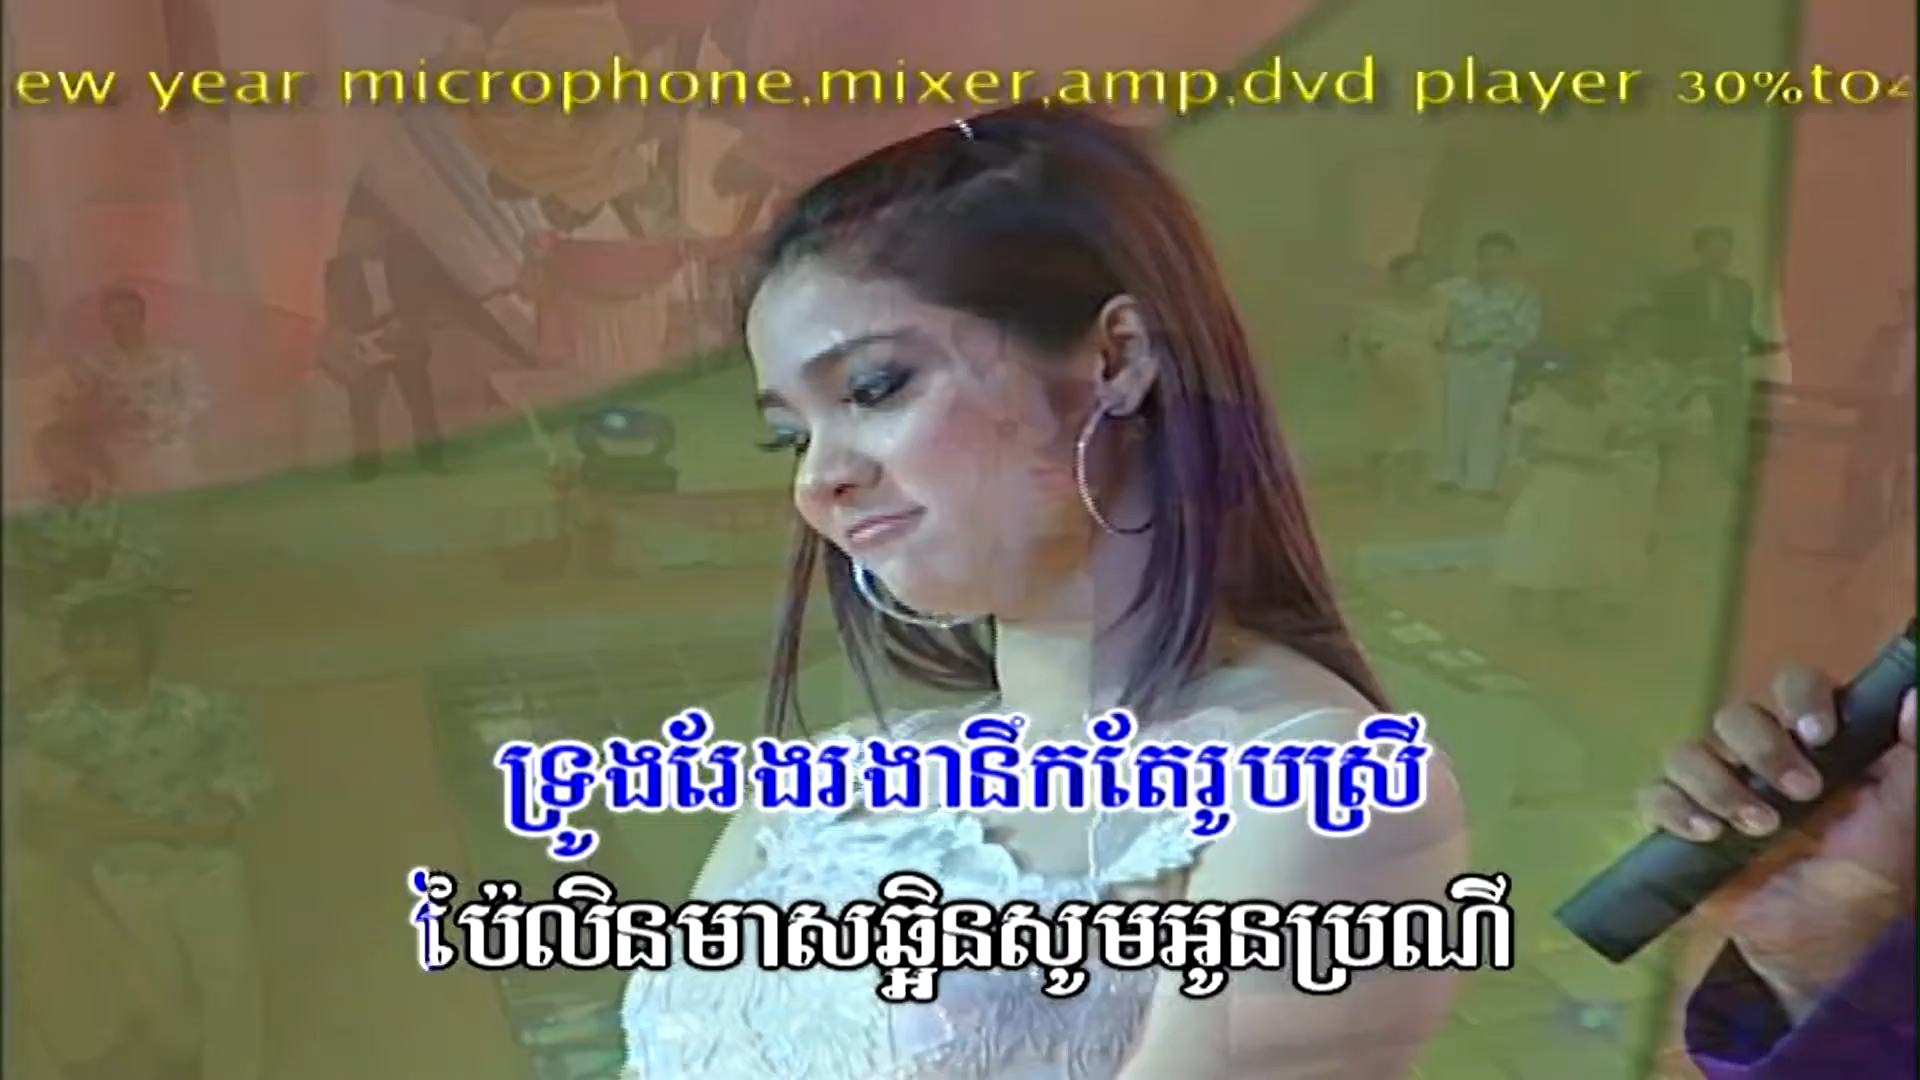 ew year microphone,mixer,amp,dvd player 30%to
ទ្រូងរែងរងានឹកតែរូបស្រី
ប៉ៃលិនមាសឆ្អិនសូមអូនប្រណី